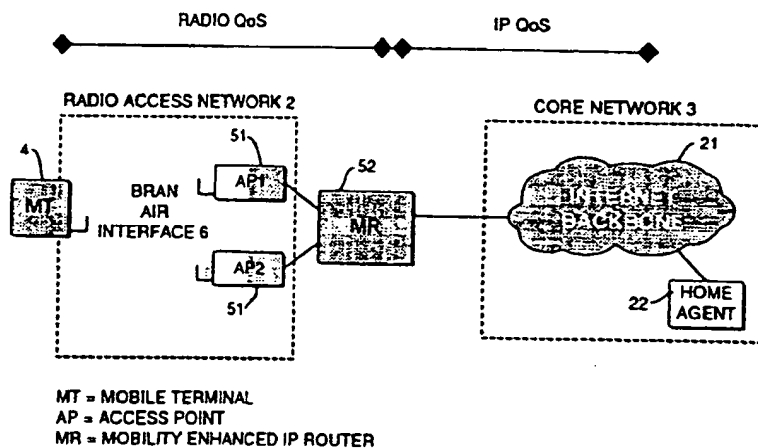 RADIO QoS
IP QoS
RADIO ACCESS NETWORK 2
CORE NETWORK 3
4
51
52
21
MT
BRAN
AIR
INTERFACE 6
AP1
MR
INTERNET
BACKBONE
AP2
51
22
HOME
AGENT
MT = MOBILE TERMINAL
AP = ACCESS POINT
MR = MOBILITY ENHANCED IP ROUTER